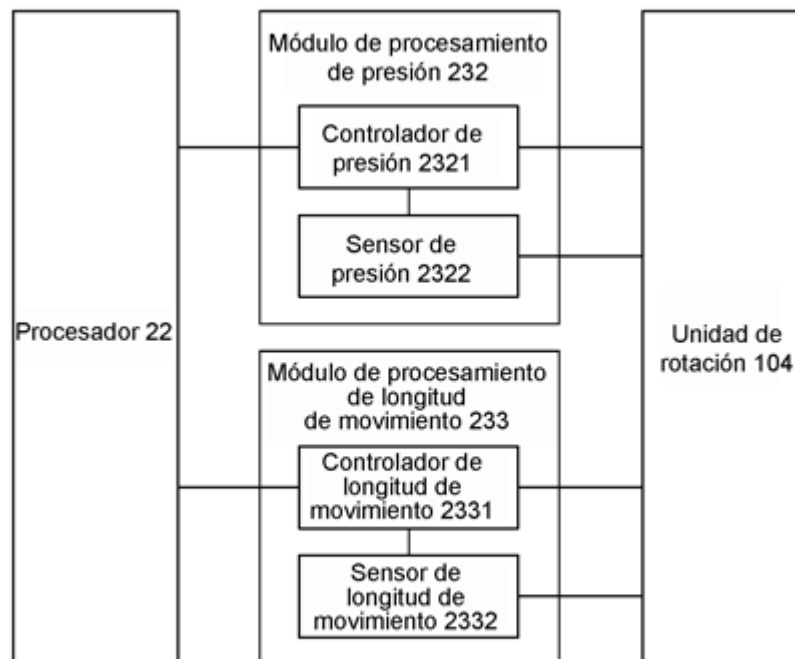 Módulo de procesamiento
de presión 232
Controlador de
presión 2321
Sensor de
presión 2322
Procesador 22
Unidad de
rotación 104
Módulo de procesamiento
de longitud
de movimiento 233
Controlador de
longitud de
movimiento 2331
Sensor de
longitud de
movimiento 2332